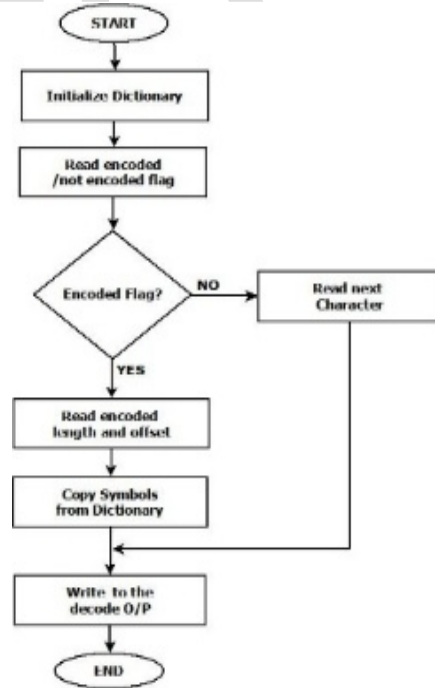 START
Initialize Dictionary
Read encoded
/not encoded flag
Encoded Flag?
NO
Read next
Character
YES
Read encoded
length and offset
Copy Symbols
from Dictionary
Write to the
decode O/P
END